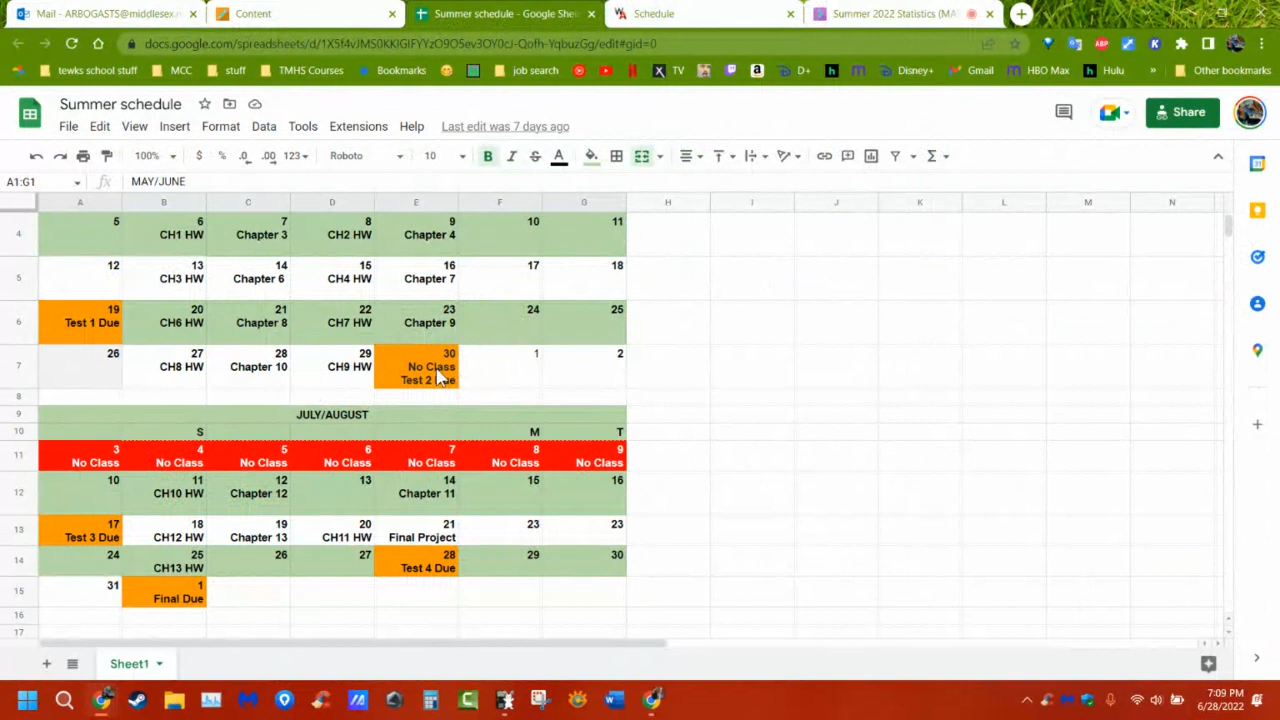 Mail - ARBOGASTS@middlesex. Content Summer schedule - Google She Schedule Summer 2022 Statistics (MA
docs.google.com/spreadsheets/d/1X5f4vJMS0KKIGIFYYzO9O5ev3OY0cJ-Qofh-YqbuzGg/edit#gid=0
tewks school stuff MCC stuff TMHS Courses Bookmarks job search TV D+ Disney+ Gmail HBO Max Hulu » Other bookmarks
Summer schedule Share
File Edit View Insert Format Data Tools Extensions Help Last edit was 7 days ago
100% $ % .0 .00 123 Roboto 10 B I S A
A1:G1 fx MAY/JUNE
A B C D E F G H I J K L M N
4 5 6 7 8 9 10 11
CH1 HW Chapter 3 CH2 HW Chapter 4
5 12 13 14 15 16 17 18
CH3 HW Chapter 6 CH4 HW Chapter 7
6 19 20 21 22 23 24 25
Test 1 Due CH6 HW Chapter 8 CH7 HW Chapter 9
7 26 27 28 29 30 1 2
CH8 HW Chapter 10 CH9 HW No Class
Test 2
8
9 JULY/AUGUST
10 S M T
11 3 4 5 6 7 8 9
No Class No Class No Class No Class No Class No Class No Class
12 10 11 12 13 14 15 16
CH10 HW Chapter 12 Chapter 11
13 17 18 19 20 21 23 23
Test 3 Due CH12 HW Chapter 13 CH11 HW Final Project
14 24 25 26 27 28 29 30
CH13 HW Test 4 Due
15 31 1
Final Due
16
17
Sheet1
7:09 PM
6/28/2022